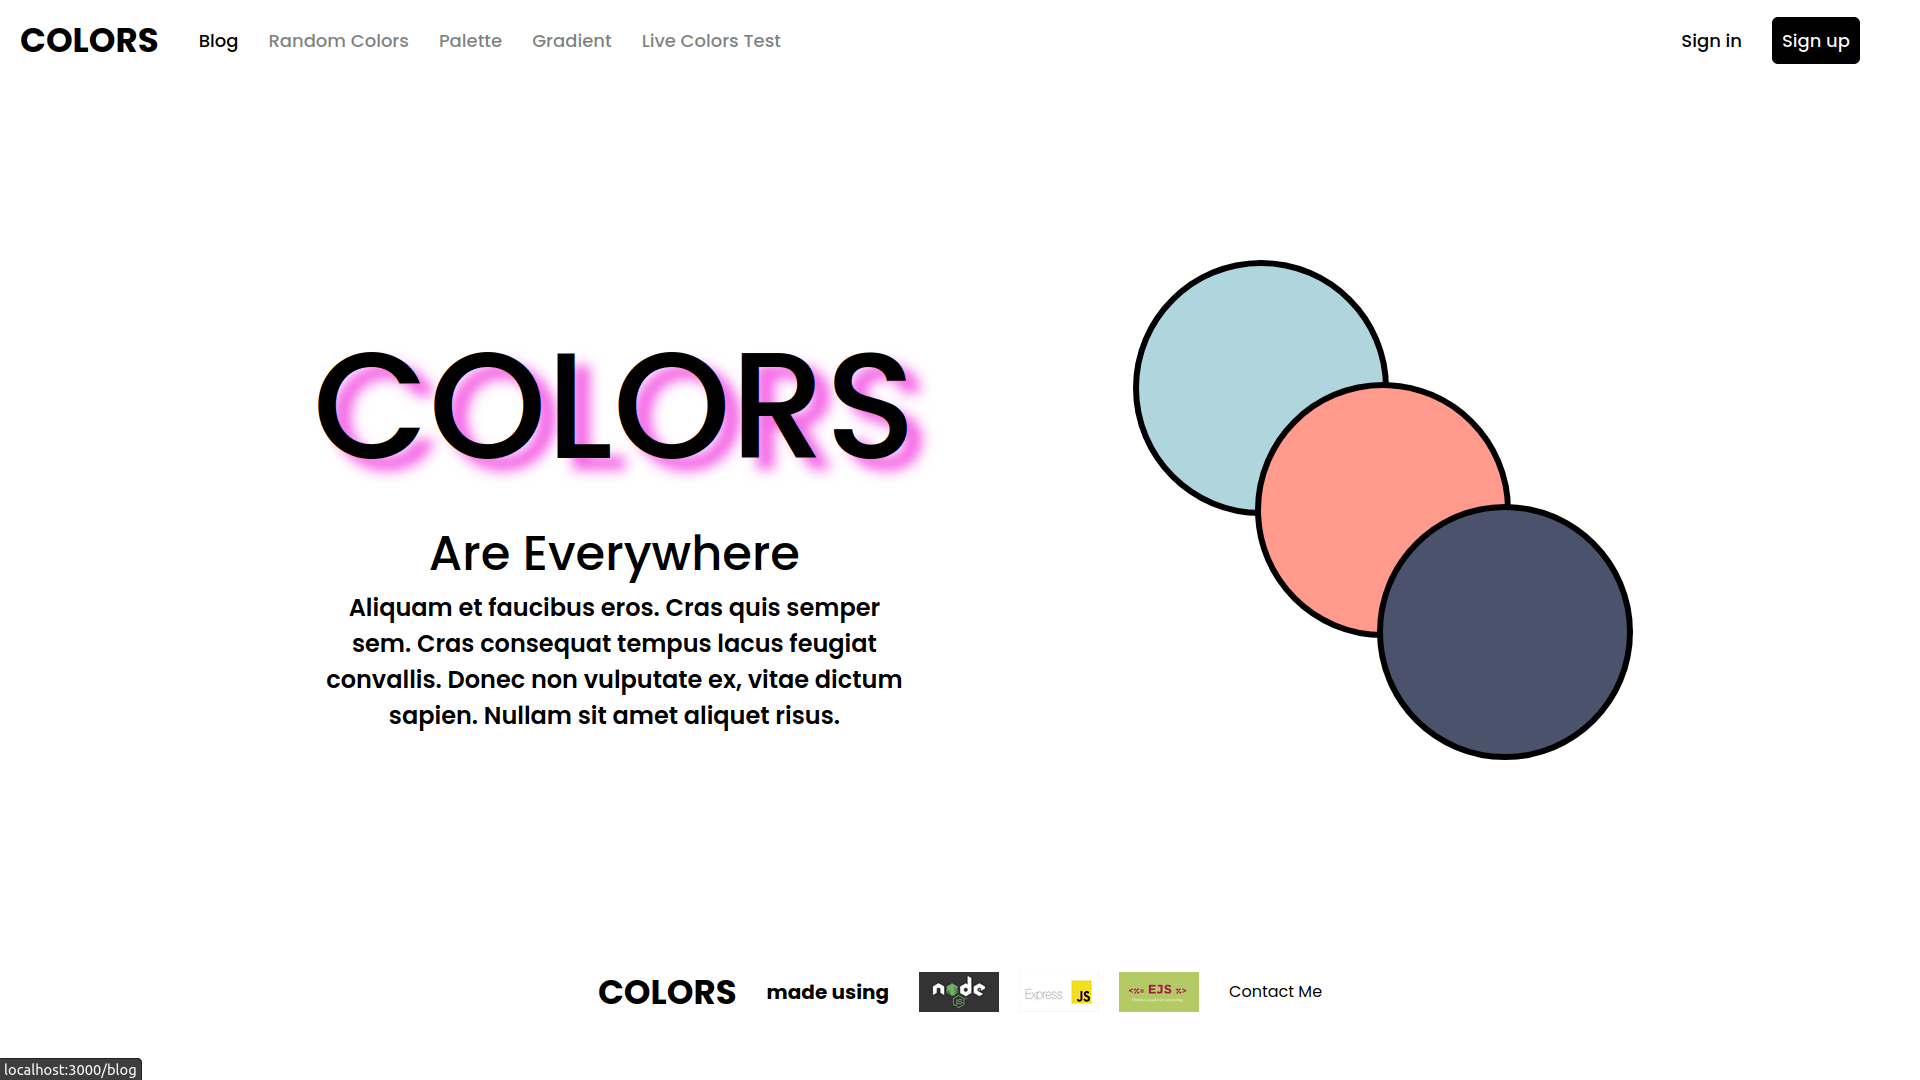 COLORS Blog Random Colors Palette Gradient Live Colors Test Sign in Sign up
COLORS
Are Everywhere
Aliquam et faucibus eros. Cras quis semper
sem. Cras consequat tempus lacus feugiat
convallis. Donec non vulputate ex, vitae dictum
sapien. Nullam sit amet aliquet risus.
COLORS made using node JS Express JS <%= EJS %> Contact Me
localhost:3000/blog